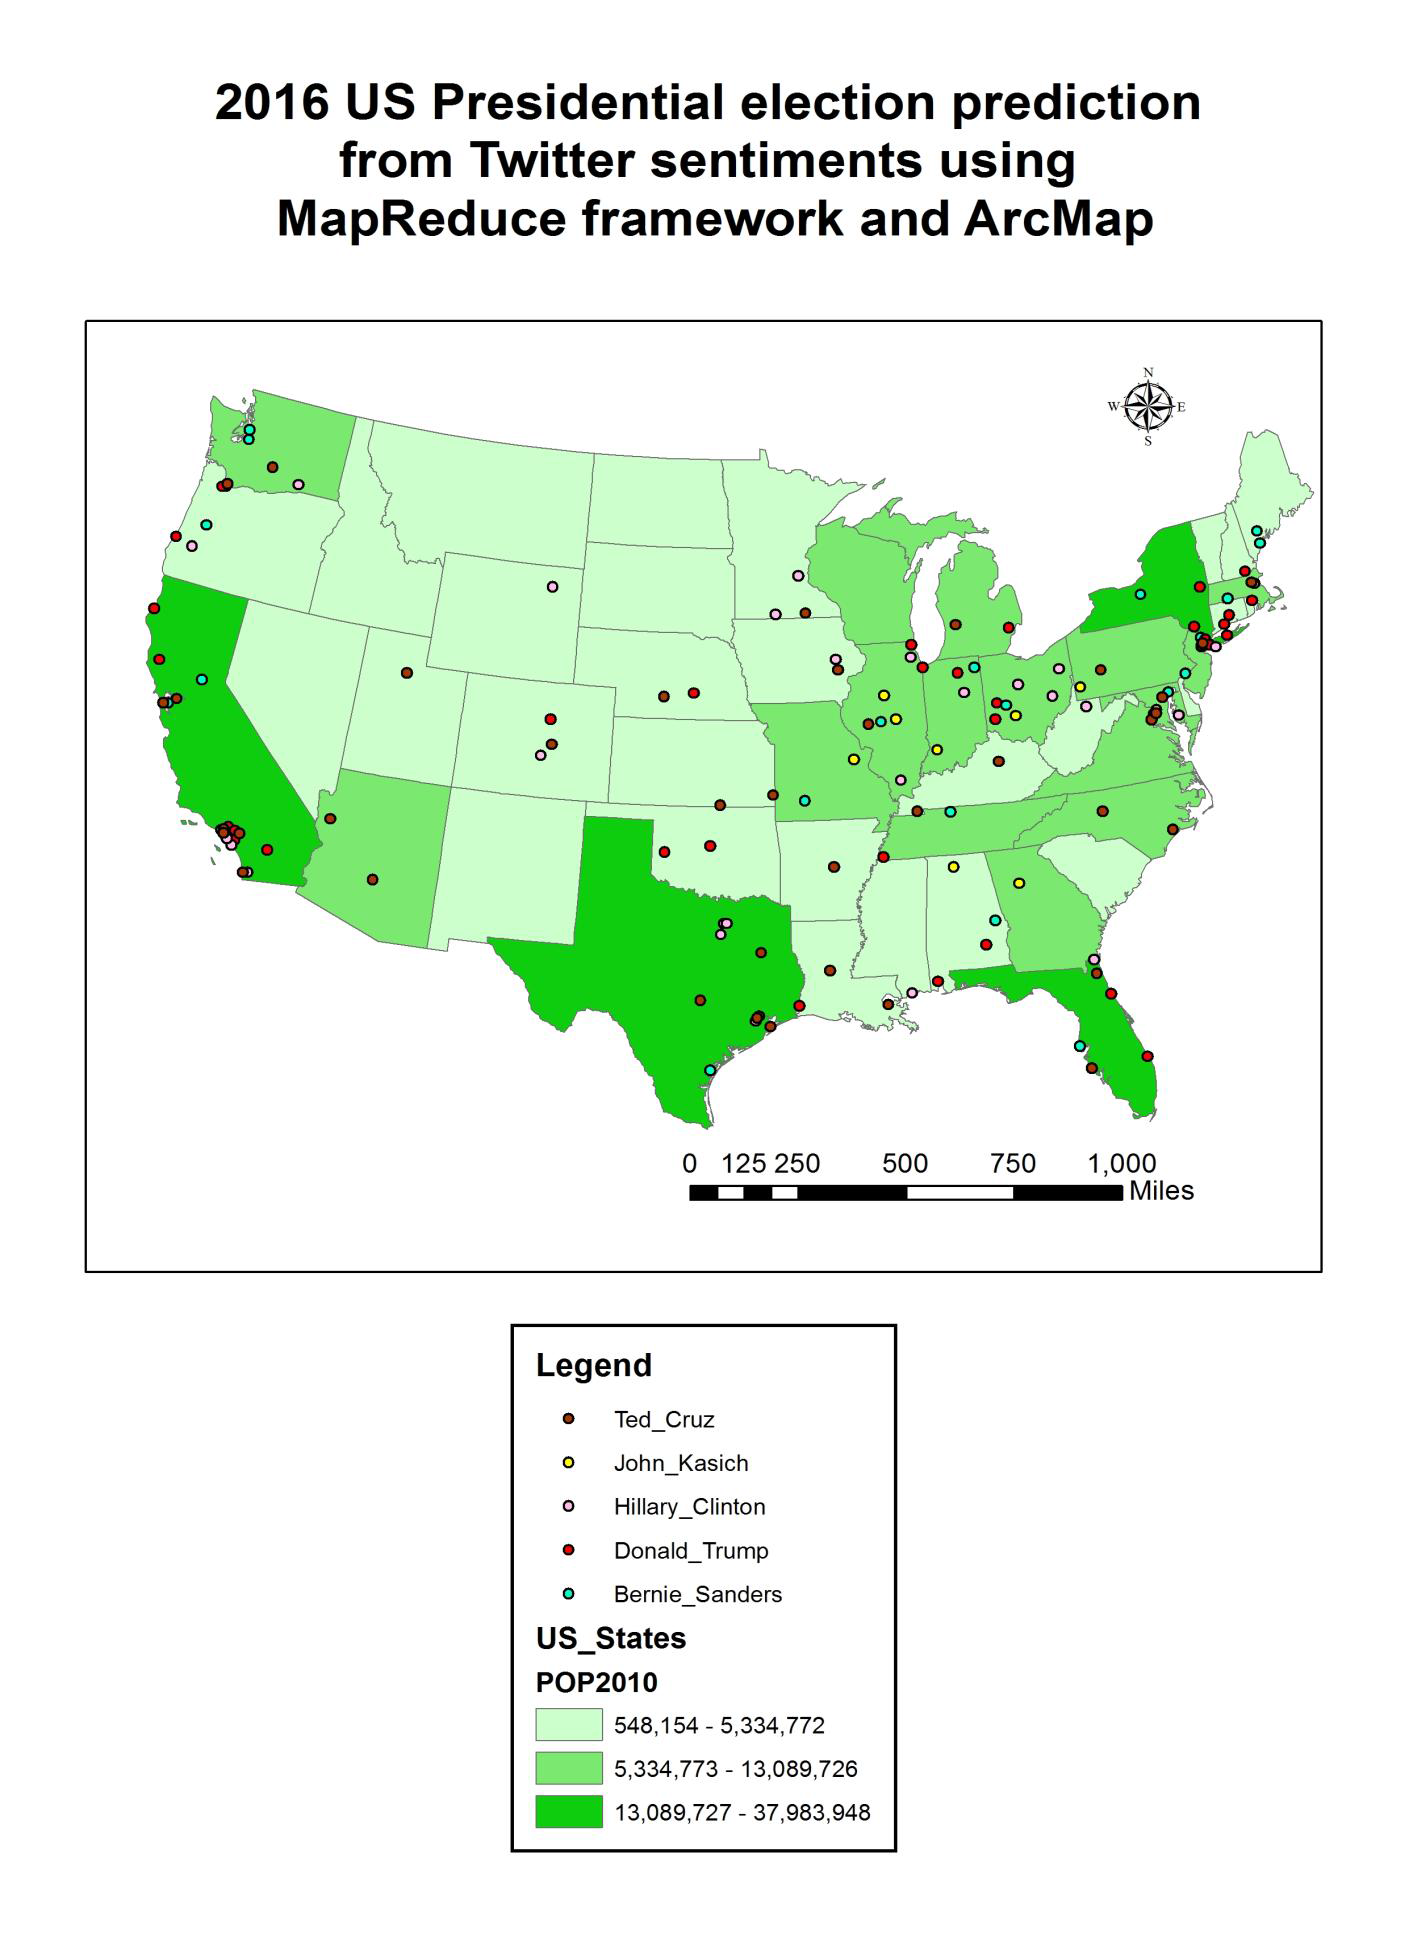 2016 US Presidential election prediction
from Twitter sentiments using
MapReduce framework and ArcMap
N
W E
S
0 125 250 500 750 1,000
Miles
Legend
Ted_Cruz
John_Kasich
Hillary_Clinton
Donald_Trump
Bernie_Sanders
US_States
POP2010
548,154 - 5,334,772
5,334,773 - 13,089,726
13,089,727 - 37,983,948